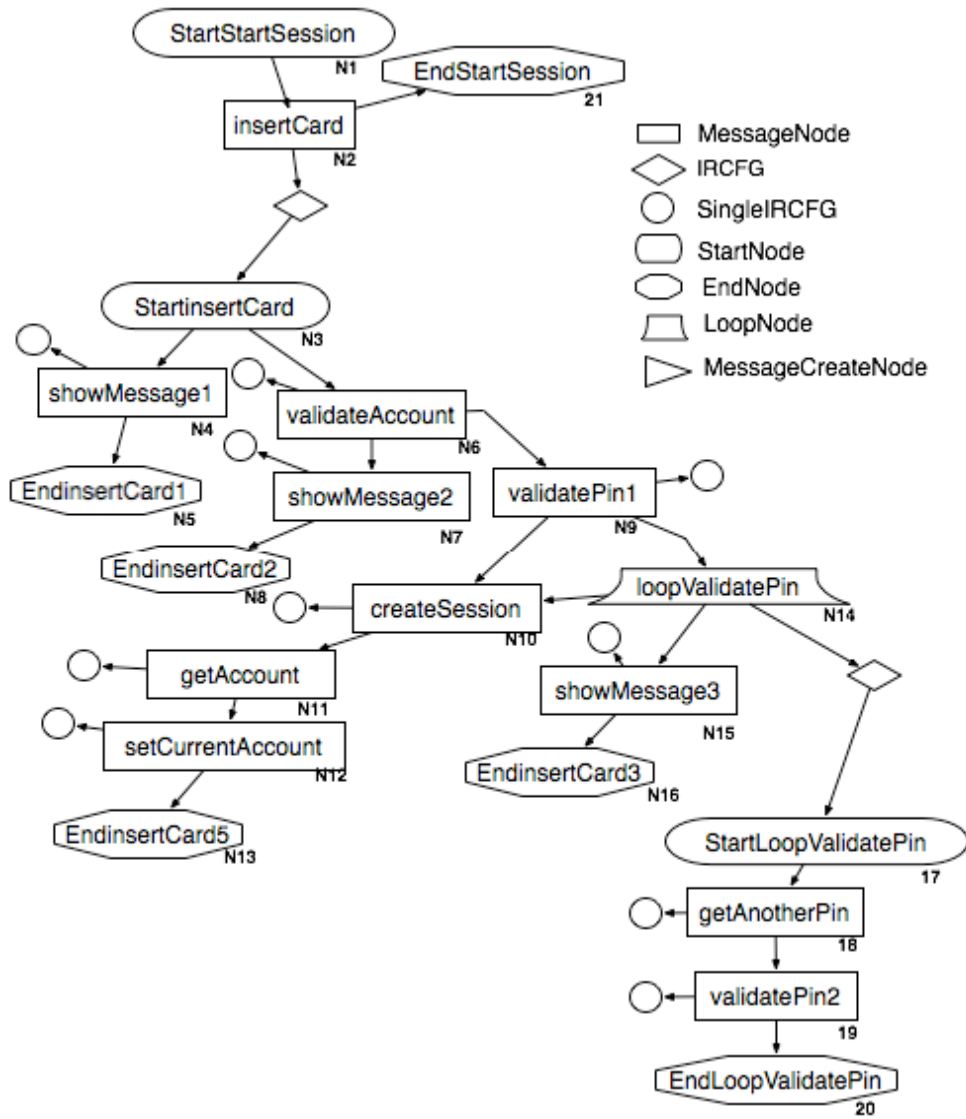 StartStartSession
N1
EndStartSession
21
insertCard
N2
MessageNode
IRCFG
SingleIRCFG
StartNode
EndNode
LoopNode
MessageCreateNode
StartinsertCard
N3
showMessage1
N4
validateAccount
N6
EndinsertCard1
N5
showMessage2
N7
validatePin1
N9
EndinsertCard2
N8
createSession
N10
loopValidatePin
N14
getAccount
N11
showMessage3
N15
setCurrentAccount
N12
EndinsertCard3
N16
EndinsertCard5
N13
StartLoopValidatePin
17
getAnotherPin
18
validatePin2
19
EndLoopValidatePin
20